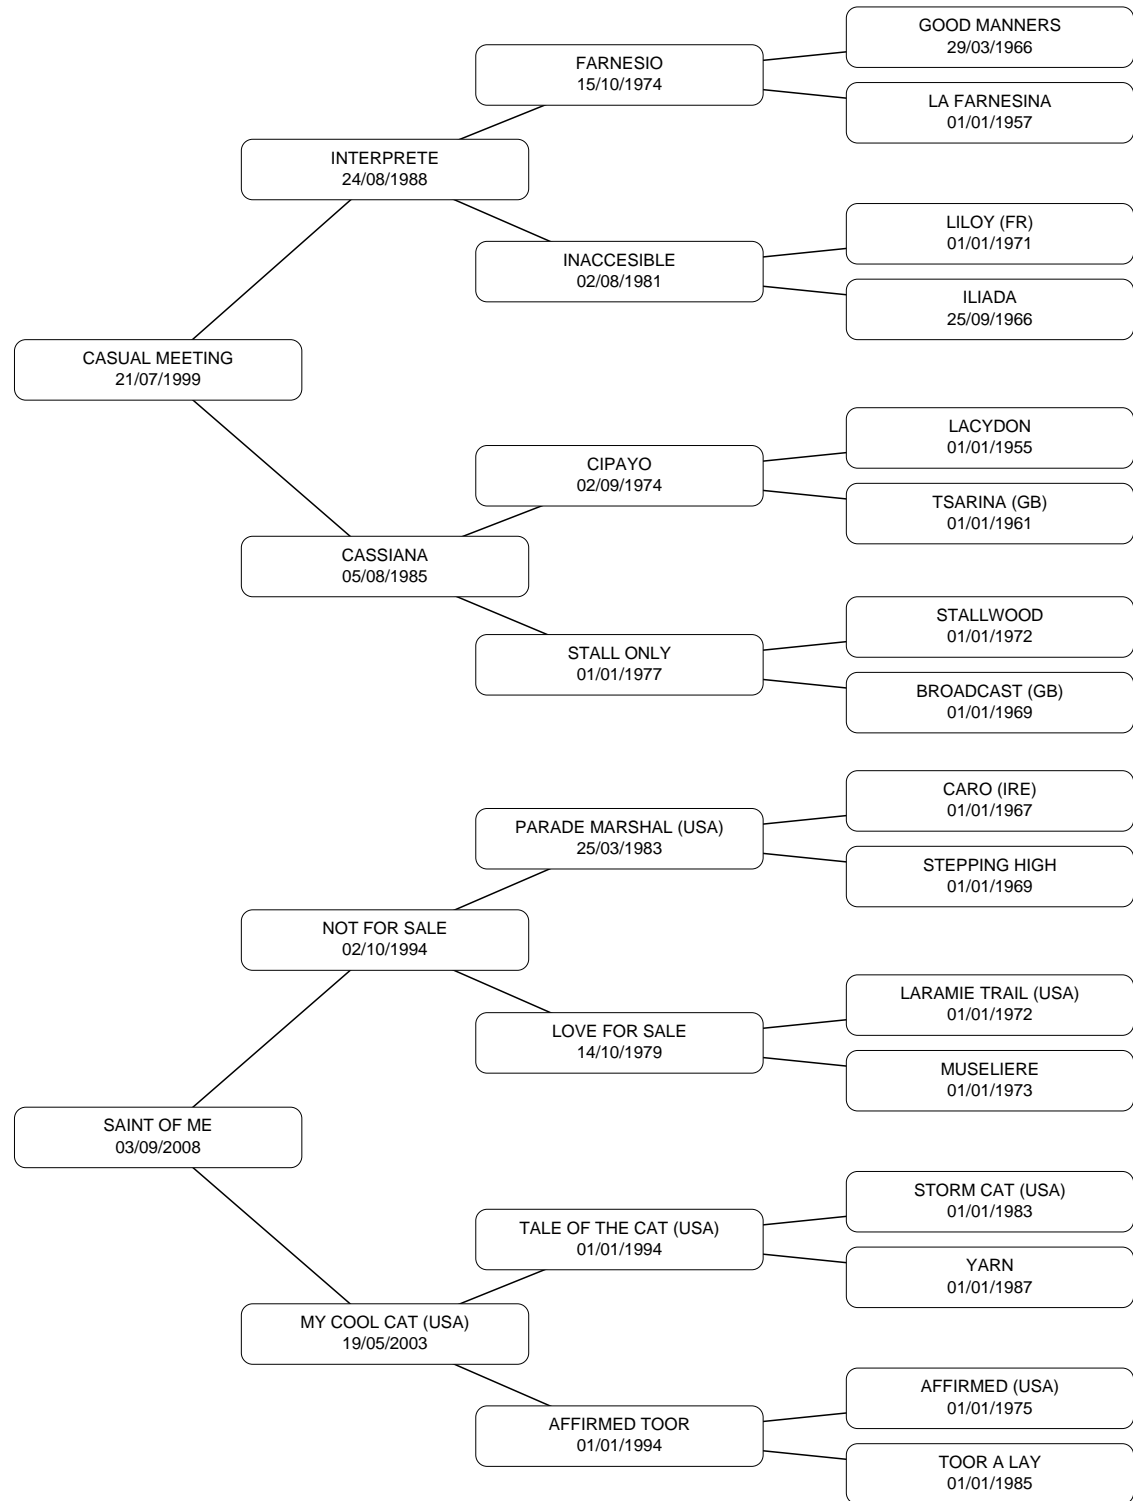 GOOD MANNERS
29/03/1966
FARNESIO
15/10/1974
LA FARNESINA
01/01/1957
INTERPRETE
24/08/1988
LILOY (FR)
01/01/1971
INACCESIBLE
02/08/1981
ILIADA
25/09/1966
CASUAL MEETING
21/07/1999
LACYDON
01/01/1955
CIPAYO
02/09/1974
TSARINA (GB)
01/01/1961
CASSIANA
05/08/1985
STALLWOOD
01/01/1972
STALL ONLY
01/01/1977
BROADCAST (GB)
01/01/1969
CARO (IRE)
01/01/1967
PARADE MARSHAL (USA)
25/03/1983
STEPPING HIGH
01/01/1969
NOT FOR SALE
02/10/1994
LARAMIE TRAIL (USA)
01/01/1972
LOVE FOR SALE
14/10/1979
MUSELIERE
01/01/1973
SAINT OF ME
03/09/2008
STORM CAT (USA)
01/01/1983
TALE OF THE CAT (USA)
01/01/1994
YARN
01/01/1987
MY COOL CAT (USA)
19/05/2003
AFFIRMED (USA)
01/01/1975
AFFIRMED TOOR
01/01/1994
TOOR A LAY
01/01/1985